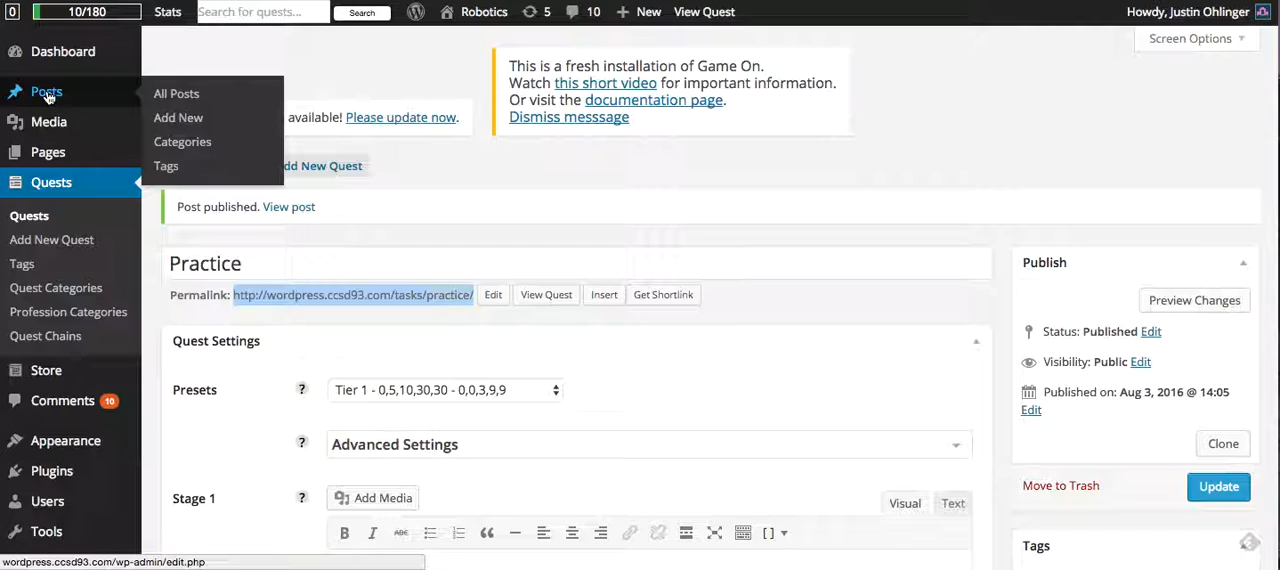 0 10/180 Stats Search for quests... Search Robotics 5 10 New View Quest Howdy, Justin Ohlinger
Screen Options
Dashboard
Posts
Media
Pages
Quests
Quests
Add New Quest
Tags
Quest Categories
Profession Categories
Quest Chains
Store
Comments 10
Appearance
Plugins
Users
Tools
All Posts
Add New
Categories
Tags
This is a fresh installation of Game On.
Watch this short video for important information.
Or visit the documentation page.
Dismiss messsage
available! Please update now.
dd New Quest
Post published. View post
Practice
Permalink: http://wordpress.ccsd93.com/tasks/practice/ Edit View Quest Insert Get Shortlink
Quest Settings
Presets ? Tier 1 - 0,5,10,30,30 - 0,0,3,9,9
? Advanced Settings
Stage 1 ? Add Media Visual Text
B I ABC
Publish
Preview Changes
Status: Published Edit
Visibility: Public Edit
Published on: Aug 3, 2016 @ 14:05
Edit
Clone
Move to Trash Update
Tags
wordpress.ccsd93.com/wp-admin/edit.php